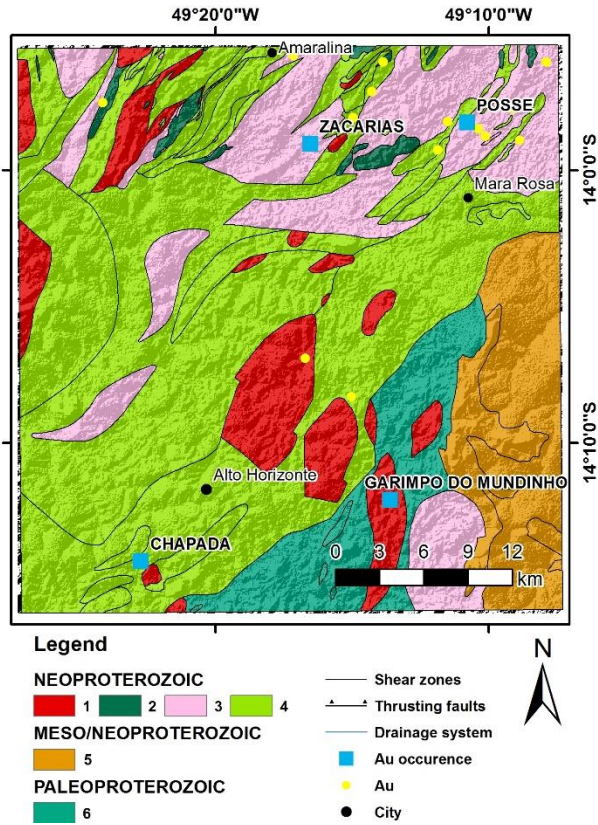 49°20'0"W 49°10'0"W
Amaralina
POSSE
ZACARIAS
14°0'0"S
Mara Rosa
14°10'0"S
Alto Horizonte
GARIMPO DO MUNDINHO
CHAPADA
0 3 6 9 12
km
Legend
N
NEOPROTEROZOIC
1 2 3 4
MESO/NEOPROTEROZOIC
5
PALEOPROTEROZOIC
6
Shear zones
Thrusting faults
Drainage system
Au occurence
Au
City